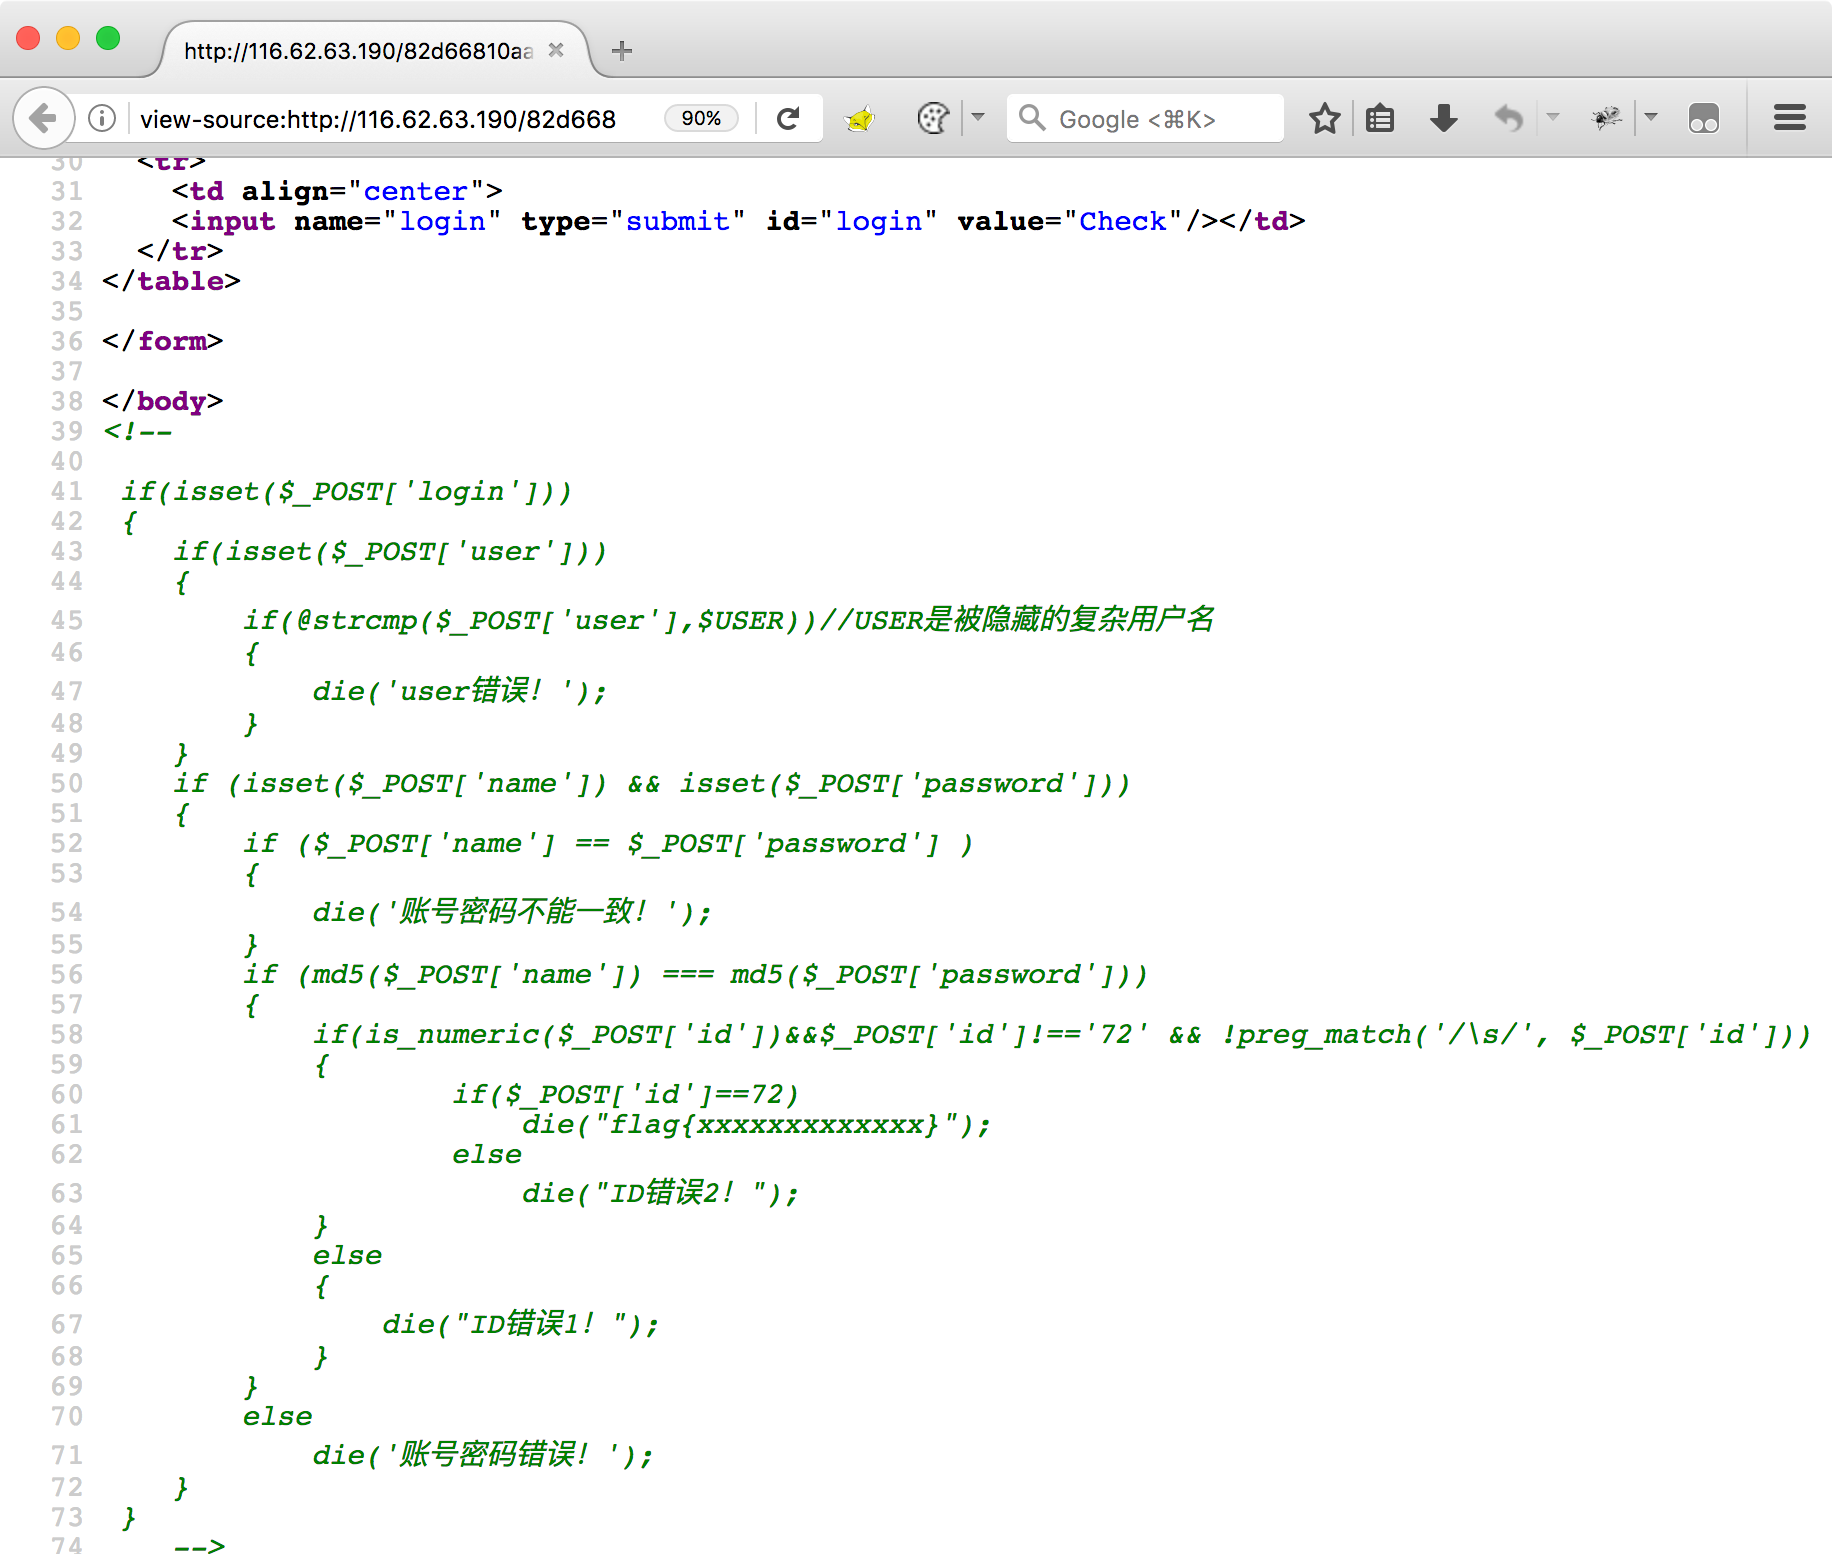 http://116.62.63.190/82d66810aa
view-source:http://116.62.63.190/82d668 90% Google <⌘K>
30 <tr>
31 <td align="center">
32 <input name="login" type="submit" id="login" value="Check"/></td>
33 </tr>
34 </table>
35
36 </form>
37
38 </body>
39 <!--
40
41 if(isset($_POST['login']))
42 {
43 if(isset($_POST['user']))
44 {
45 if(@strcmp($_POST['user'],$USER))//USER是被隐藏的复杂用户名
46 {
47 die('user错误！');
48 }
49 }
50 if (isset($_POST['name']) && isset($_POST['password']))
51 {
52 if ($_POST['name'] == $_POST['password'] )
53 {
54 die('账号密码不能一致！');
55 }
56 if (md5($_POST['name']) === md5($_POST['password']))
57 {
58 if(is_numeric($_POST['id'])&&$_POST['id']!=='72' && !preg_match('/\s/', $_POST['id']))
59 {
60 if($_POST['id']==72)
61 die("flag{xxxxxxxxxxxxx}");
62 else
63 die("ID错误2！");
64 }
65 else
66 {
67 die("ID错误1！");
68 }
69 }
70 else
71 die('账号密码错误！');
72 }
73 }
74 -->